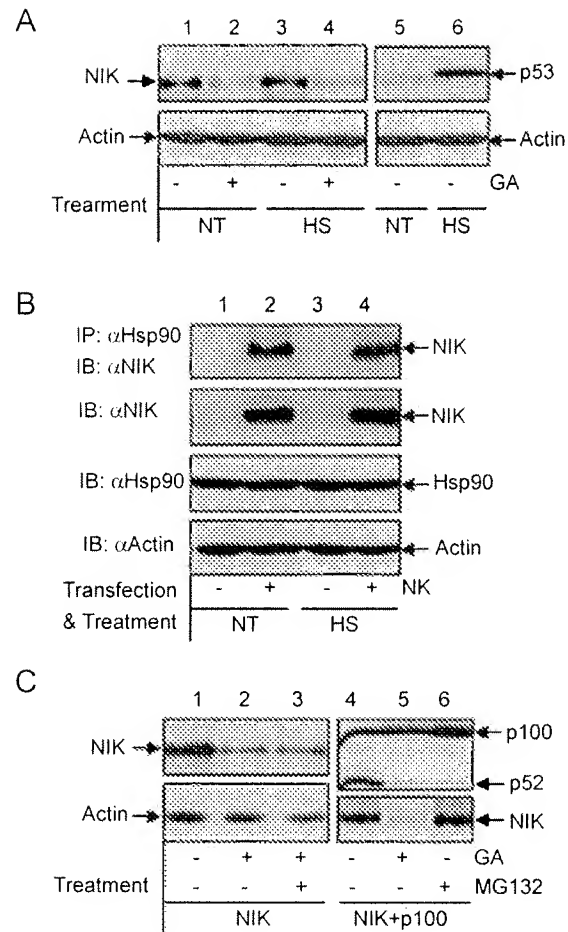 A
1 2 3 4 5 6
NIK
p53
Actin
Actin
- + - + - - GA
Trearment
NT HS NT HS
B
1 2 3 4
IP: αHsp90
IB: αNIK
NIK
IB: αNIK
NIK
IB: αHsp90
Hsp90
IB: αActin
Actin
Transfection - + - + NK
& Treatment NT HS
C
1 2 3 4 5 6
NIK
p100
p52
Actin
NIK
- + + - + - GA
Treatment - - + - - + MG132
NIK NIK+p100